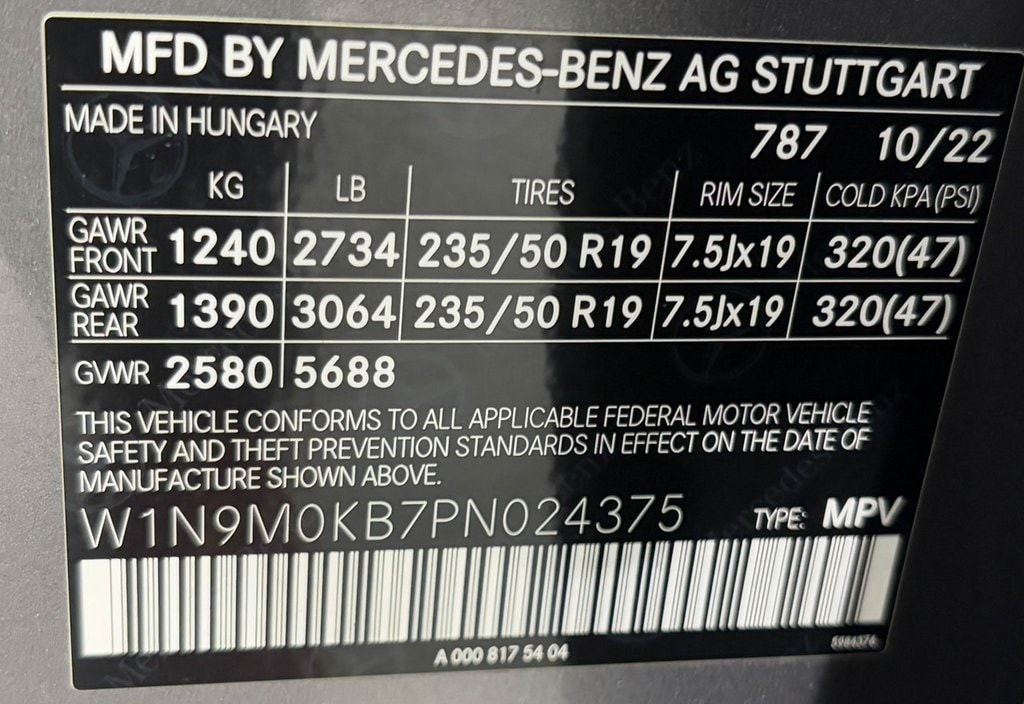 MFD BY MERCEDES-BENZ AG STUTTGART
MADE IN HUNGARY
787 10/22
KG LB TIRES RIM SIZE COLD KPA (PSI)
GAWR FRONT 1240 2734 235/50 R19 7.5Jx19 320(47)
GAWR REAR 1390 3064 235/50 R19 7.5Jx19 320(47)
GVWR 2580 5688
THIS VEHICLE CONFORMS TO ALL APPLICABLE FEDERAL MOTOR VEHICLE
SAFETY AND THEFT PREVENTION STANDARDS IN EFFECT ON THE DATE OF
MANUFACTURE SHOWN ABOVE.
W1N9M0KB7PN024375 TYPE: MPV
A 000 817 54 04